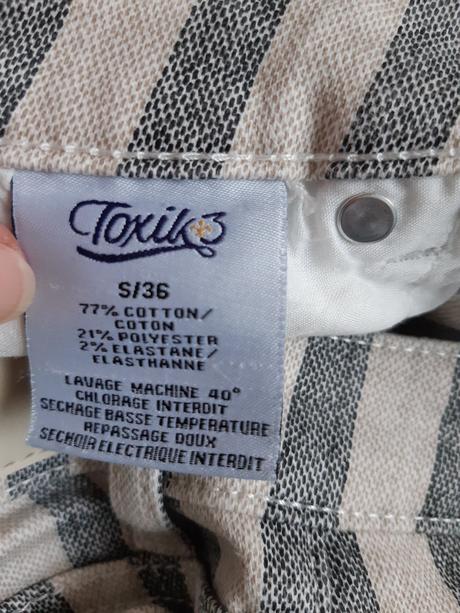 Toxik3
S/36
77% COTTON/
COTON
21% POLYESTER
2% ELASTANE/
ELASTHANNE
LAVAGE MACHINE 40°
CHLORAGE INTERDIT
SECHAGE BASSE TEMPERATURE
REPASSAGE DOUX
SECHOIR ELECTRIQUE INTERDIT